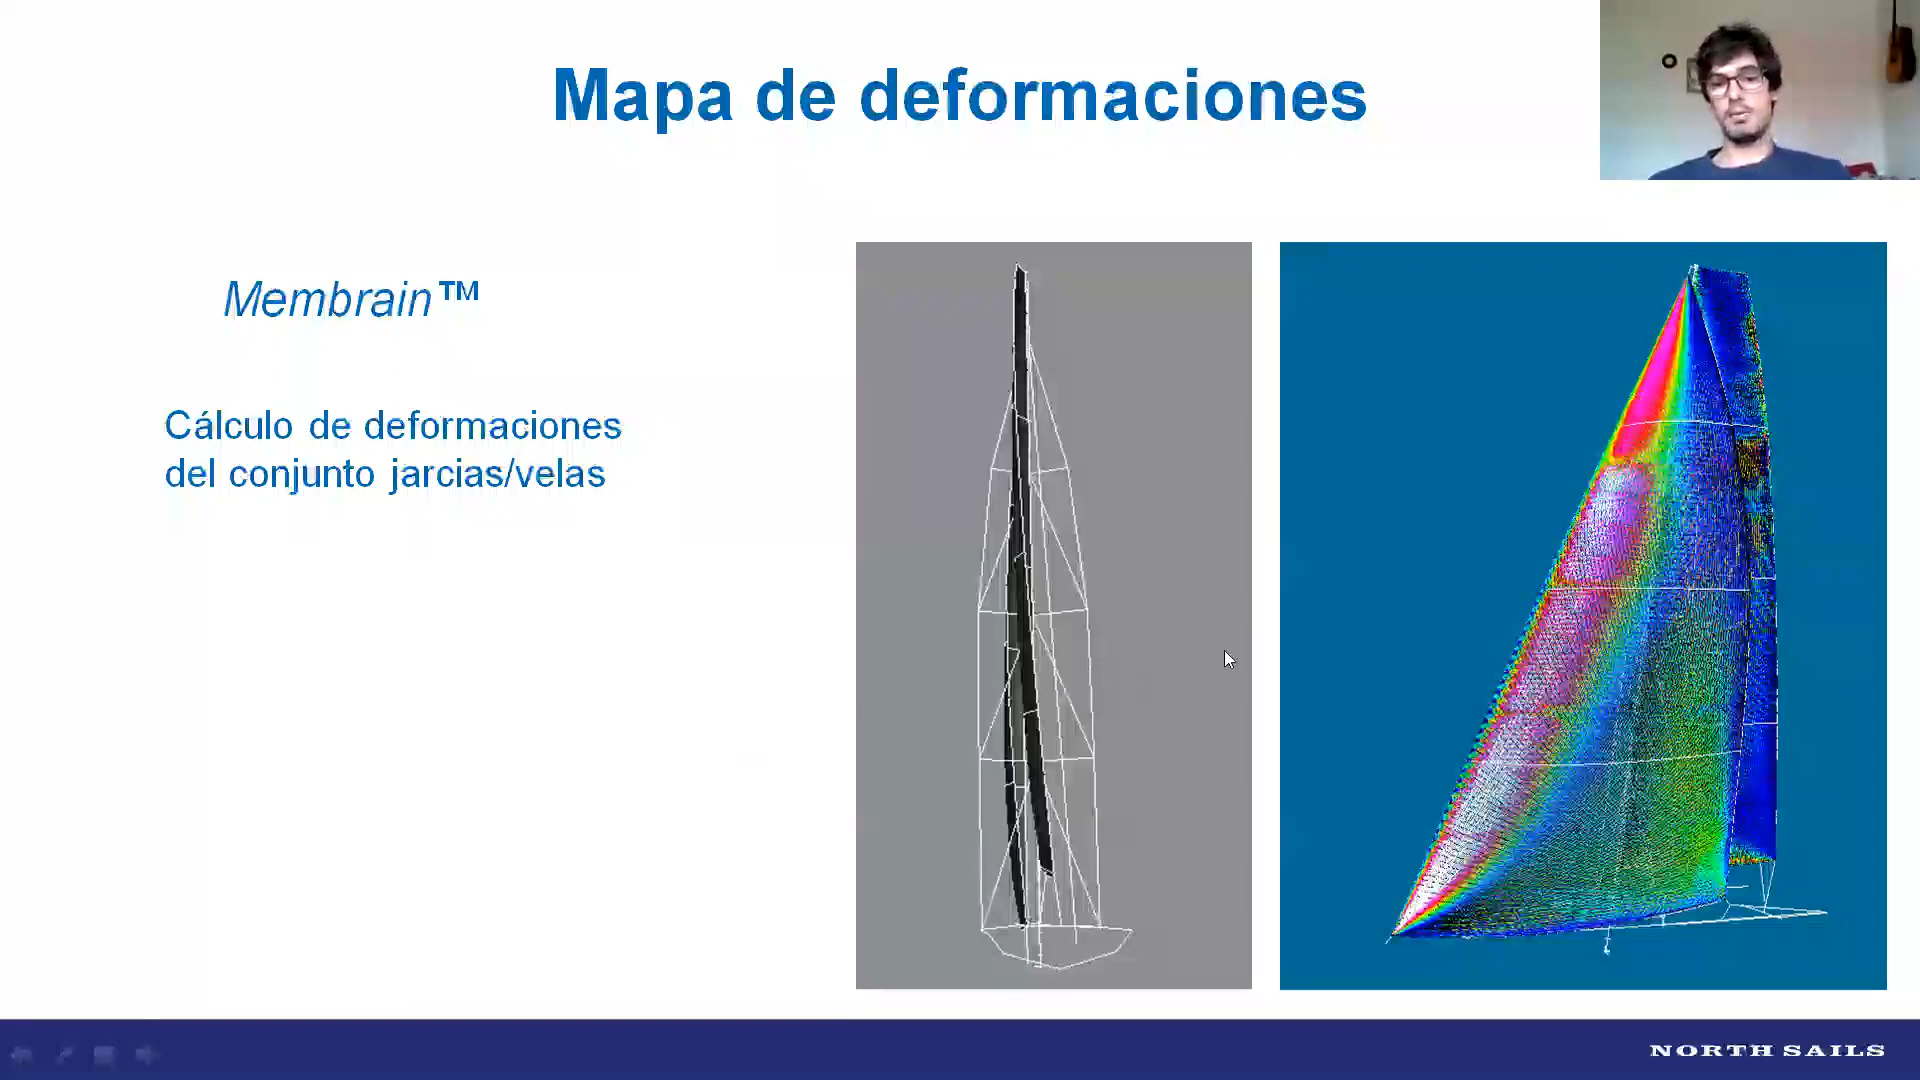 Mapa de deformaciones
Membrain™
Cálculo de deformaciones
del conjunto jarcias/velas
NORTH SAILS